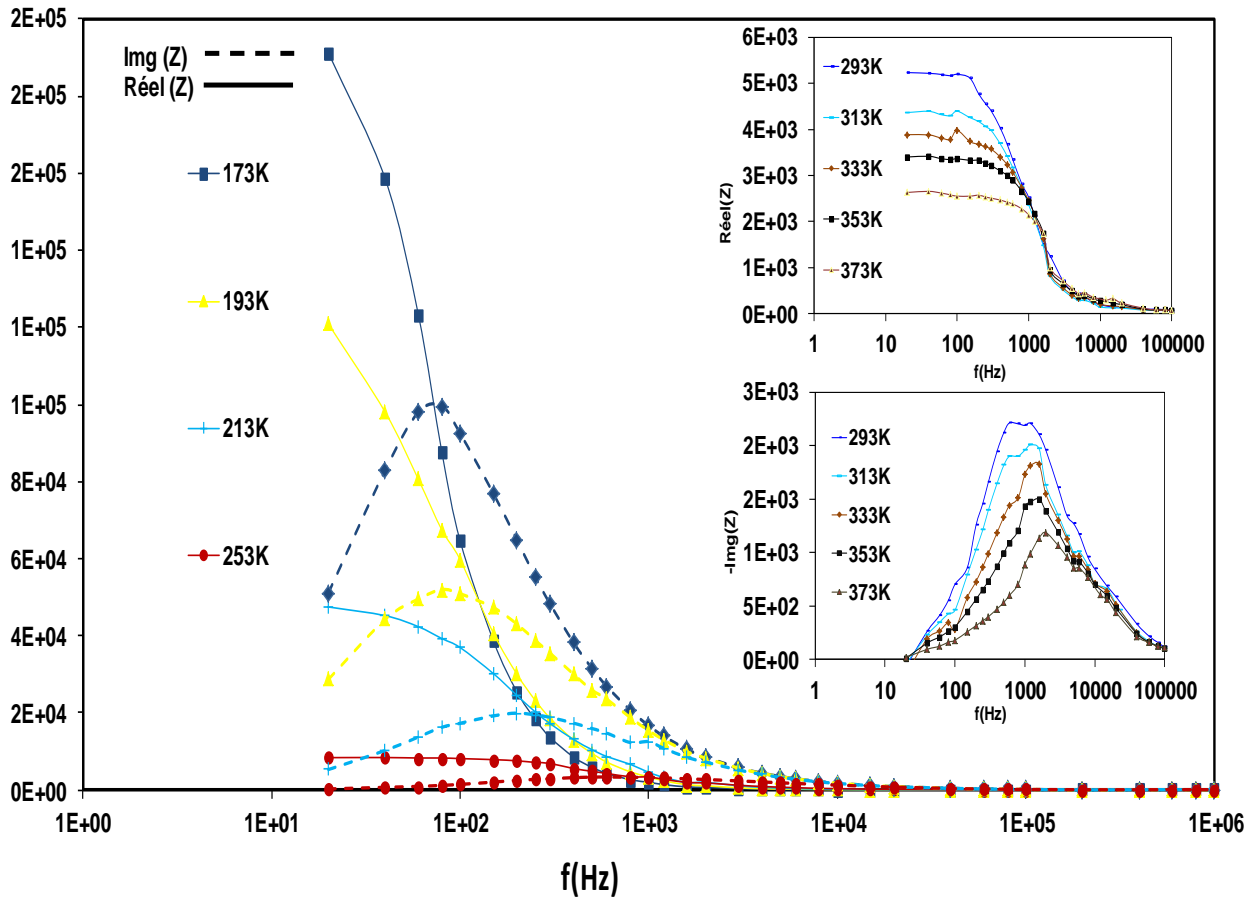 2E+05
2E+05
2E+05
1E+05
1E+05
1E+05
8E+04
6E+04
4E+04
2E+04
0E+00
1E+00 1E+01 1E+02 1E+03 1E+04 1E+05 1E+06
f(Hz)
Img (Z)
Réel (Z)
173K
193K
213K
253K
6E+03
5E+03
4E+03
3E+03
2E+03
1E+03
0E+00
Réel(Z)
293K
313K
333K
353K
373K
1 10 100 1000 10000 100000
f(Hz)
3E+03
2E+03
2E+03
1E+03
5E+02
0E+00
-Img(Z)
293K
313K
333K
353K
373K
1 10 100 1000 10000 100000
f(Hz)